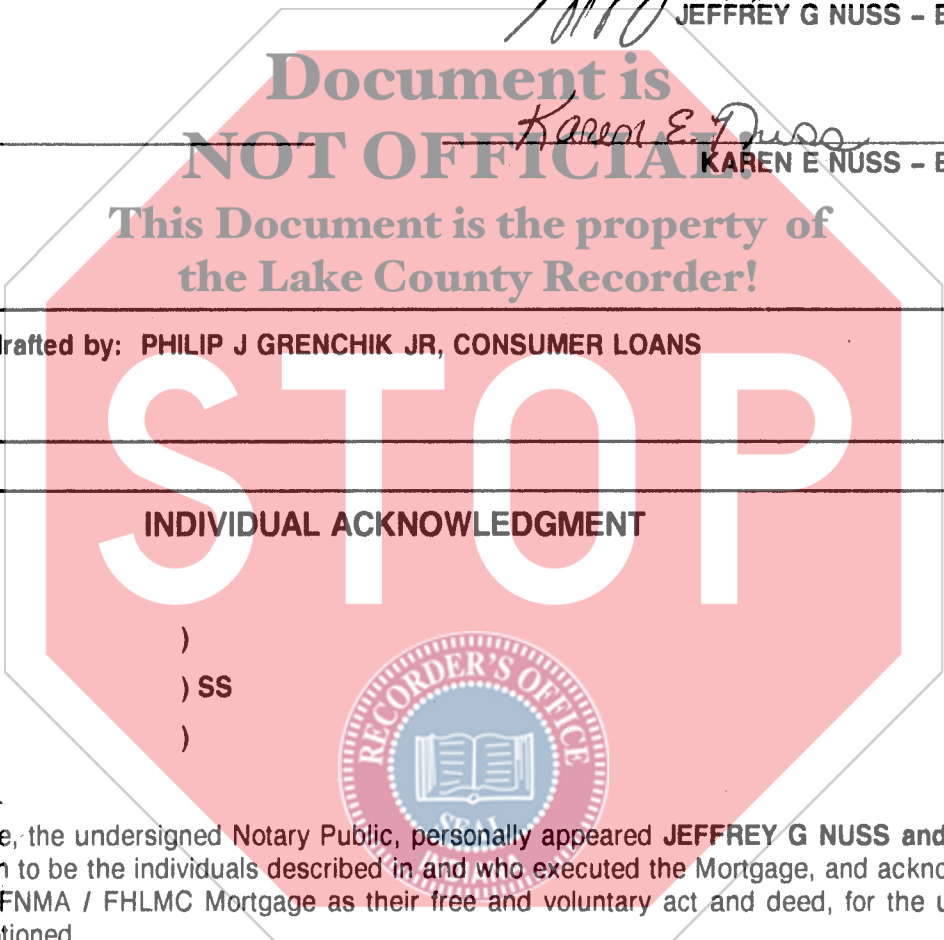 JEFFREY G NUSS – E
Document is
Karen E. Nuss
NOT OFFICIAL!
KAREN E NUSS – E
This Document is the property of
the Lake County Recorder!
drafted by: PHILIP J GRENCHIK JR, CONSUMER LOANS
STOP
INDIVIDUAL ACKNOWLEDGMENT
)
) SS
)
RECORDER'S OFFICE
SEAL
INDIANA
e, the undersigned Notary Public, personally appeared JEFFREY G NUSS and
n to be the individuals described in and who executed the Mortgage, and ackno
FNMA / FHLMC Mortgage as their free and voluntary act and deed, for the u
tioned